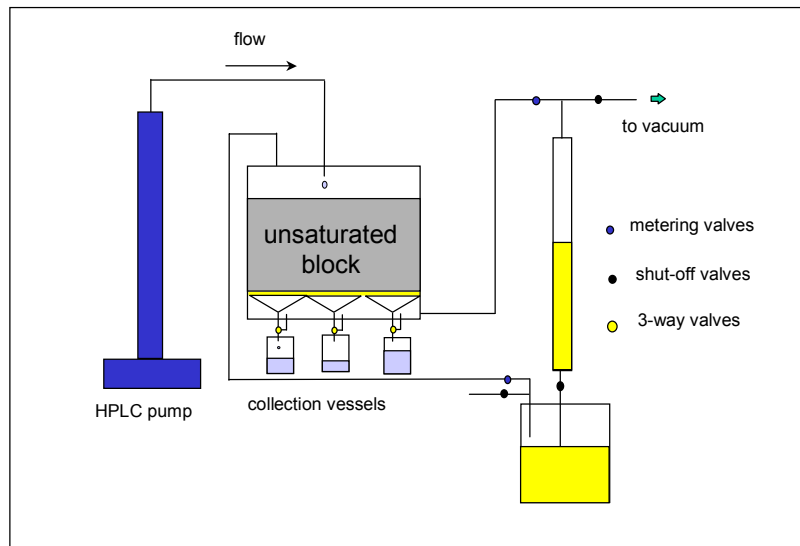 flow
to vacuum
unsaturated
block
metering valves
shut-off valves
3-way valves
HPLC pump
collection vessels